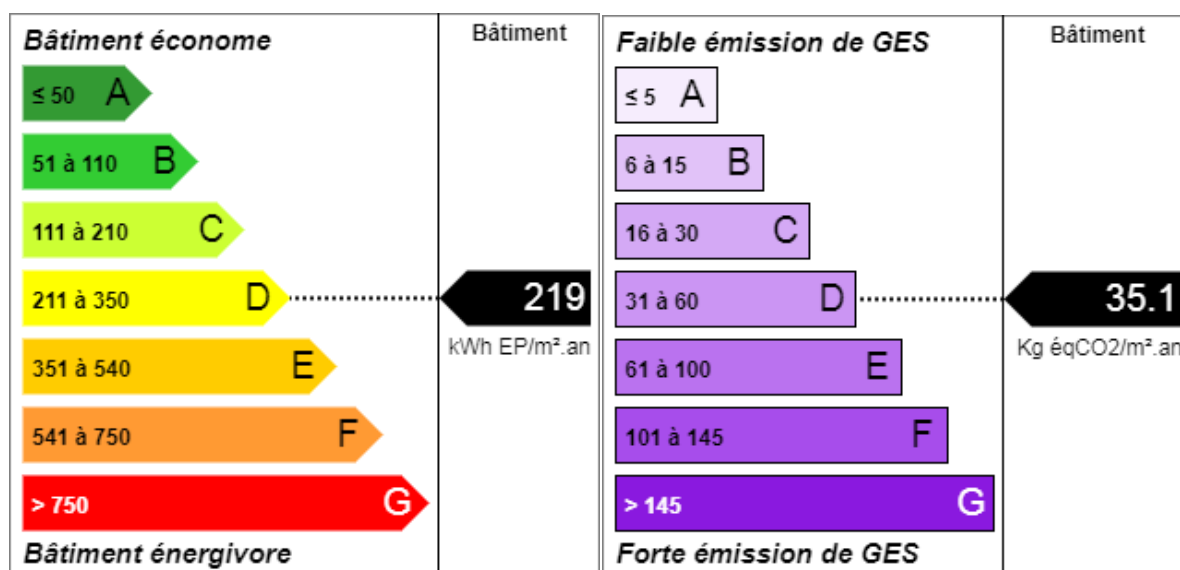 Bâtiment économe
Bâtiment
≤ 50 A
51 à 110 B
111 à 210 C
211 à 350 D
219
kWh EP/m².an
351 à 540 E
541 à 750 F
> 750 G
Bâtiment énergivore
Faible émission de GES
Bâtiment
≤ 5 A
6 à 15 B
16 à 30 C
31 à 60 D
35.1
Kg éqCO2/m².an
61 à 100 E
101 à 145 F
> 145 G
Forte émission de GES